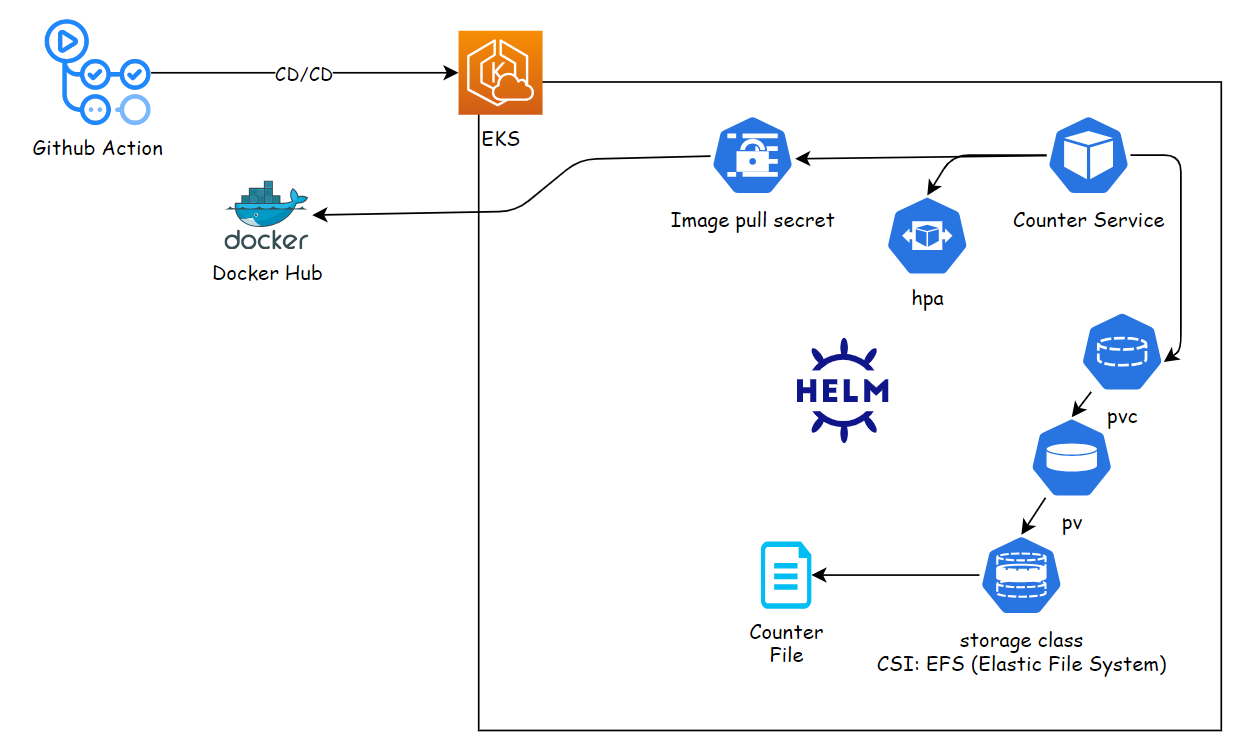 CD/CD
Github Action
EKS
docker
Docker Hub
Image pull secret
Counter Service
hpa
HELM
pvc
pv
Counter
File
storage class
CSI: EFS (Elastic File System)
K